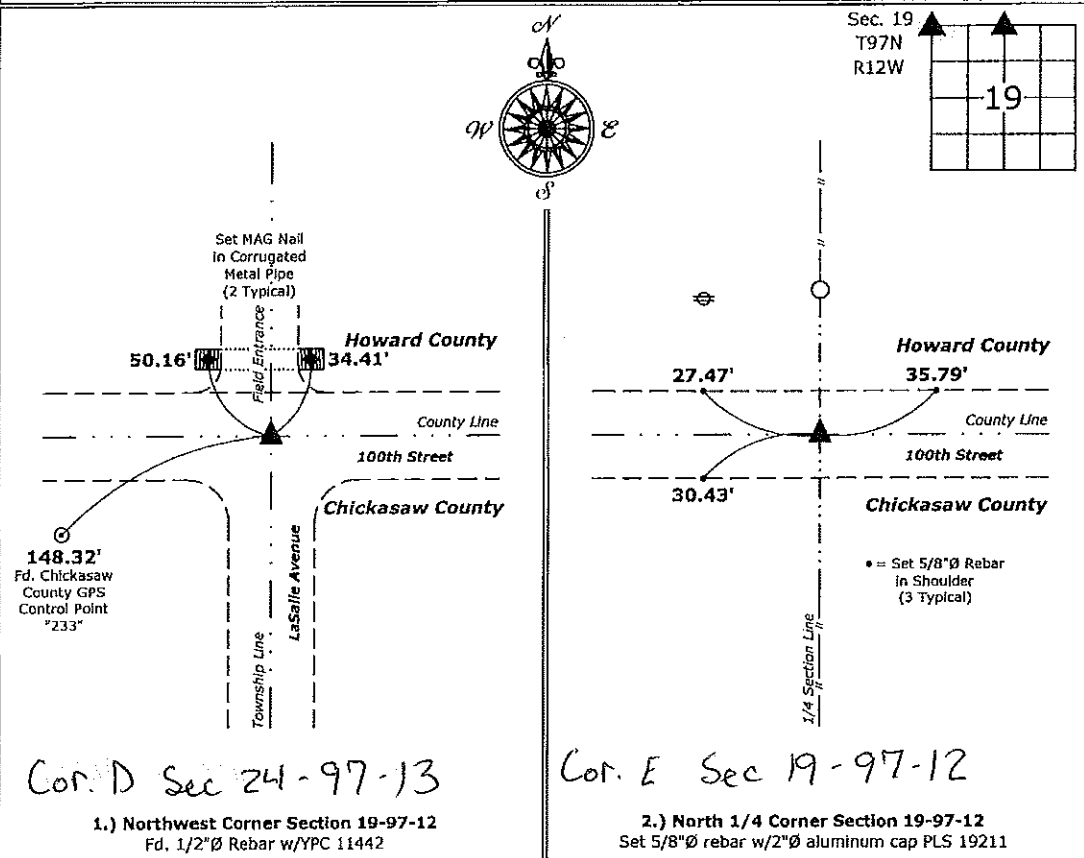 Sec. 19
T97N
R12W
19
N
W
E
S
Set MAG Nail
in Corrugated
Metal Pipe
(2 Typical)
Field Entrance
Howard County
50.16'
34.41'
County Line
100th Street
Chickasaw County
148.32'
Fd. Chickasaw
County GPS
Control Point
"233"
LaSalle Avenue
Township Line
Howard County
27.47'
35.79'
County Line
100th Street
30.43'
Chickasaw County
• = Set 5/8"Ø Rebar
in Shoulder
(3 Typical)
1/4 Section Line
Cor. D Sec 24-97-13
1.) Northwest Corner Section 19-97-12
Fd. 1/2"Ø Rebar w/YPC 11442
Cor. E Sec 19-97-12
2.) North 1/4 Corner Section 19-97-12
Set 5/8"Ø rebar w/2"Ø aluminum cap PLS 19211